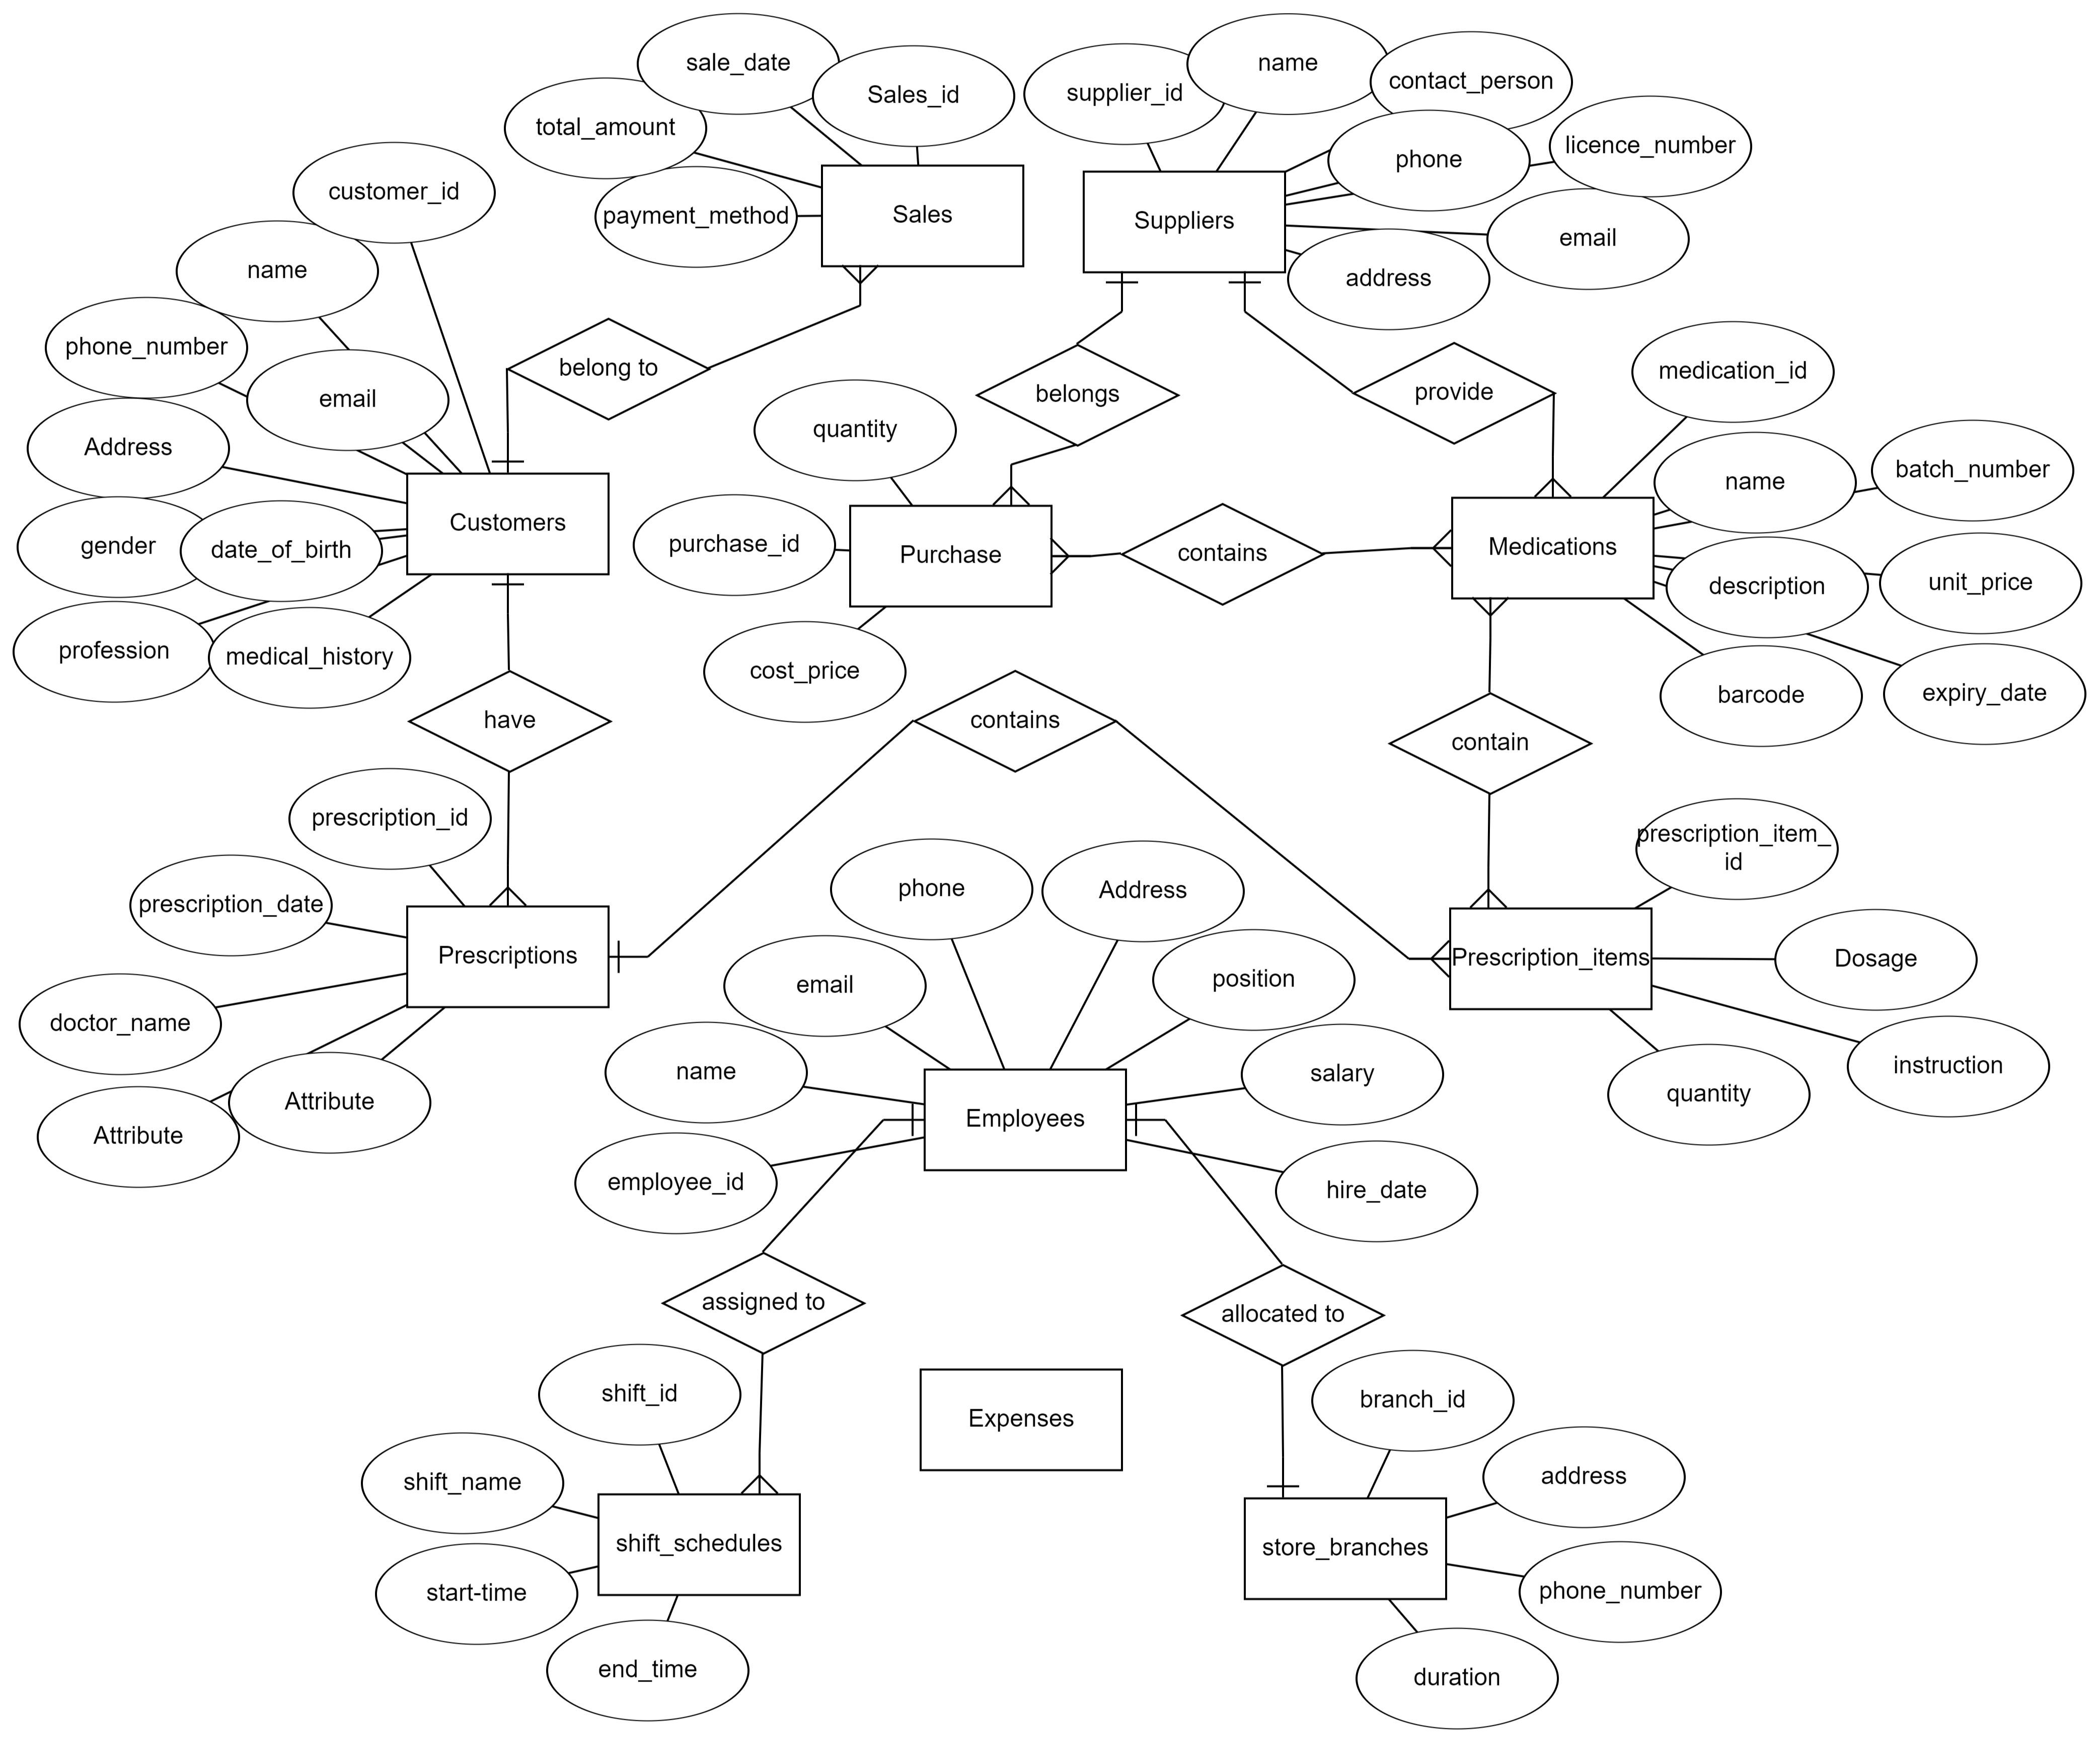 sale_date
Sales_id
total_amount
payment_method
Sales
supplier_id
name
contact_person
phone
licence_number
email
address
Suppliers
customer_id
name
phone_number
email
Address
gender
date_of_birth
profession
medical_history
Customers
belong to
belongs
provide
quantity
purchase_id
Purchase
cost_price
contains
medication_id
name
batch_number
Medications
description
unit_price
barcode
expiry_date
have
contains
contain
prescription_id
prescription_date
Prescriptions
doctor_name
Attribute
Attribute
prescription_item_
id
Prescription_items
Dosage
instruction
quantity
phone
Address
email
position
name
salary
Employees
employee_id
hire_date
assigned to
allocated to
shift_id
shift_name
shift_schedules
start-time
end_time
Expenses
branch_id
address
store_branches
phone_number
duration